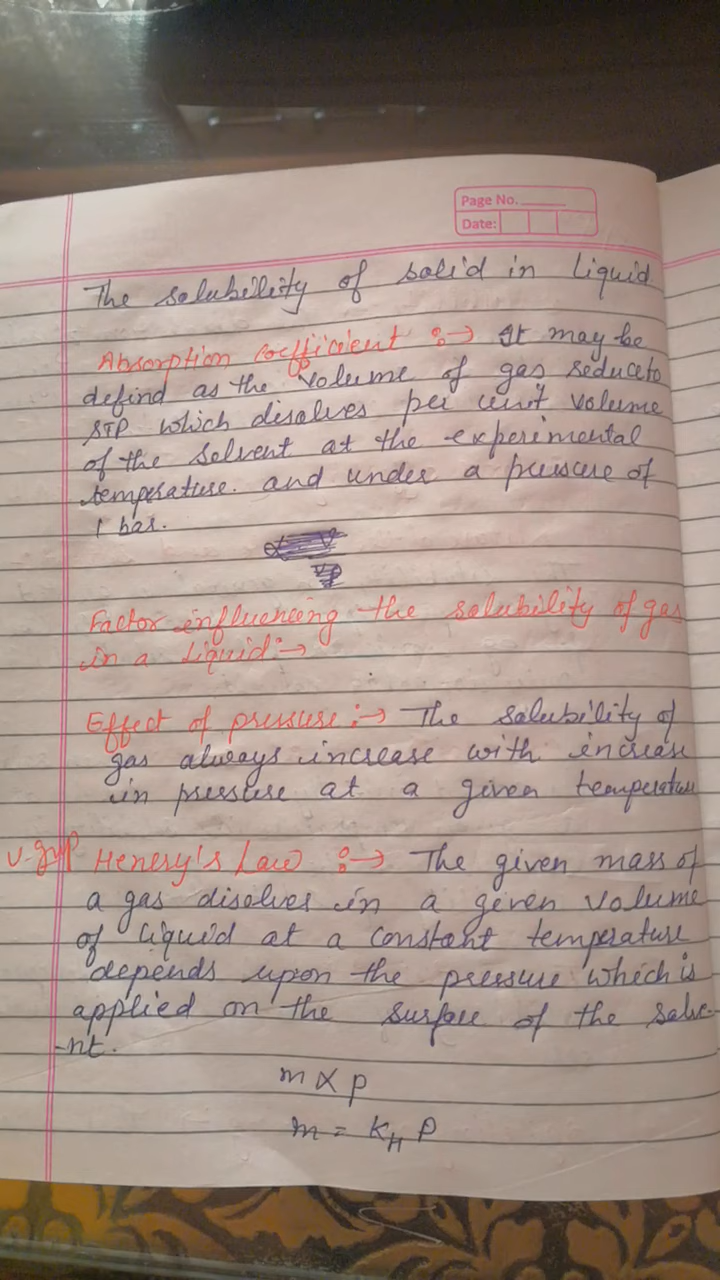 Page No.
Date:
The solubility of solid in liquid
Absorption cofficient :→ It may be
defind as the volume of gas reduce to
STP which disolves per unit volume
of the solvent at the experimental
temperature. and under a pressure of
1 bar.
Factor influencing the solubility of gas
in a liquid:→
Effect of pressure :→ The solubility of
gas always increase with increase
in pressure at a given temperature
v. Imp Henery's Law :→ The given mass of
a gas disolves in a given volume
of liquid at a constant temperature
depends upon the pressure which is
applied on the surface of the solve-
-nt.
m ∝ p
m = K_H P